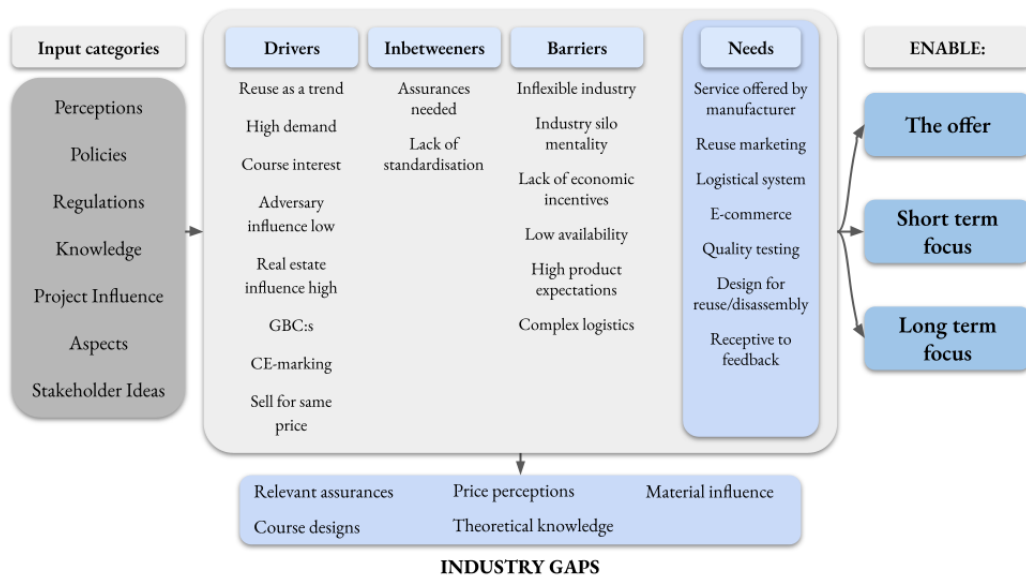 Input categories
Perceptions
Policies
Regulations
Knowledge
Project Influence
Aspects
Stakeholder Ideas
Drivers
Reuse as a trend
High demand
Course interest
Adversary
influence low
Real estate
influence high
GBC:s
CE-marking
Sell for same
price
Inbetweeners
Assurances
needed
Lack of
standardisation
Barriers
Inflexible industry
Industry silo
mentality
Lack of economic
incentives
Low availability
High product
expectations
Complex logistics
Needs
Service offered by
manufacturer
Reuse marketing
Logistical system
E-commerce
Quality testing
Design for
reuse/disassembly
Receptive to
feedback
ENABLE:
The offer
Short term
focus
Long term
focus
Relevant assurances
Price perceptions
Material influence
Course designs
Theoretical knowledge
INDUSTRY GAPS